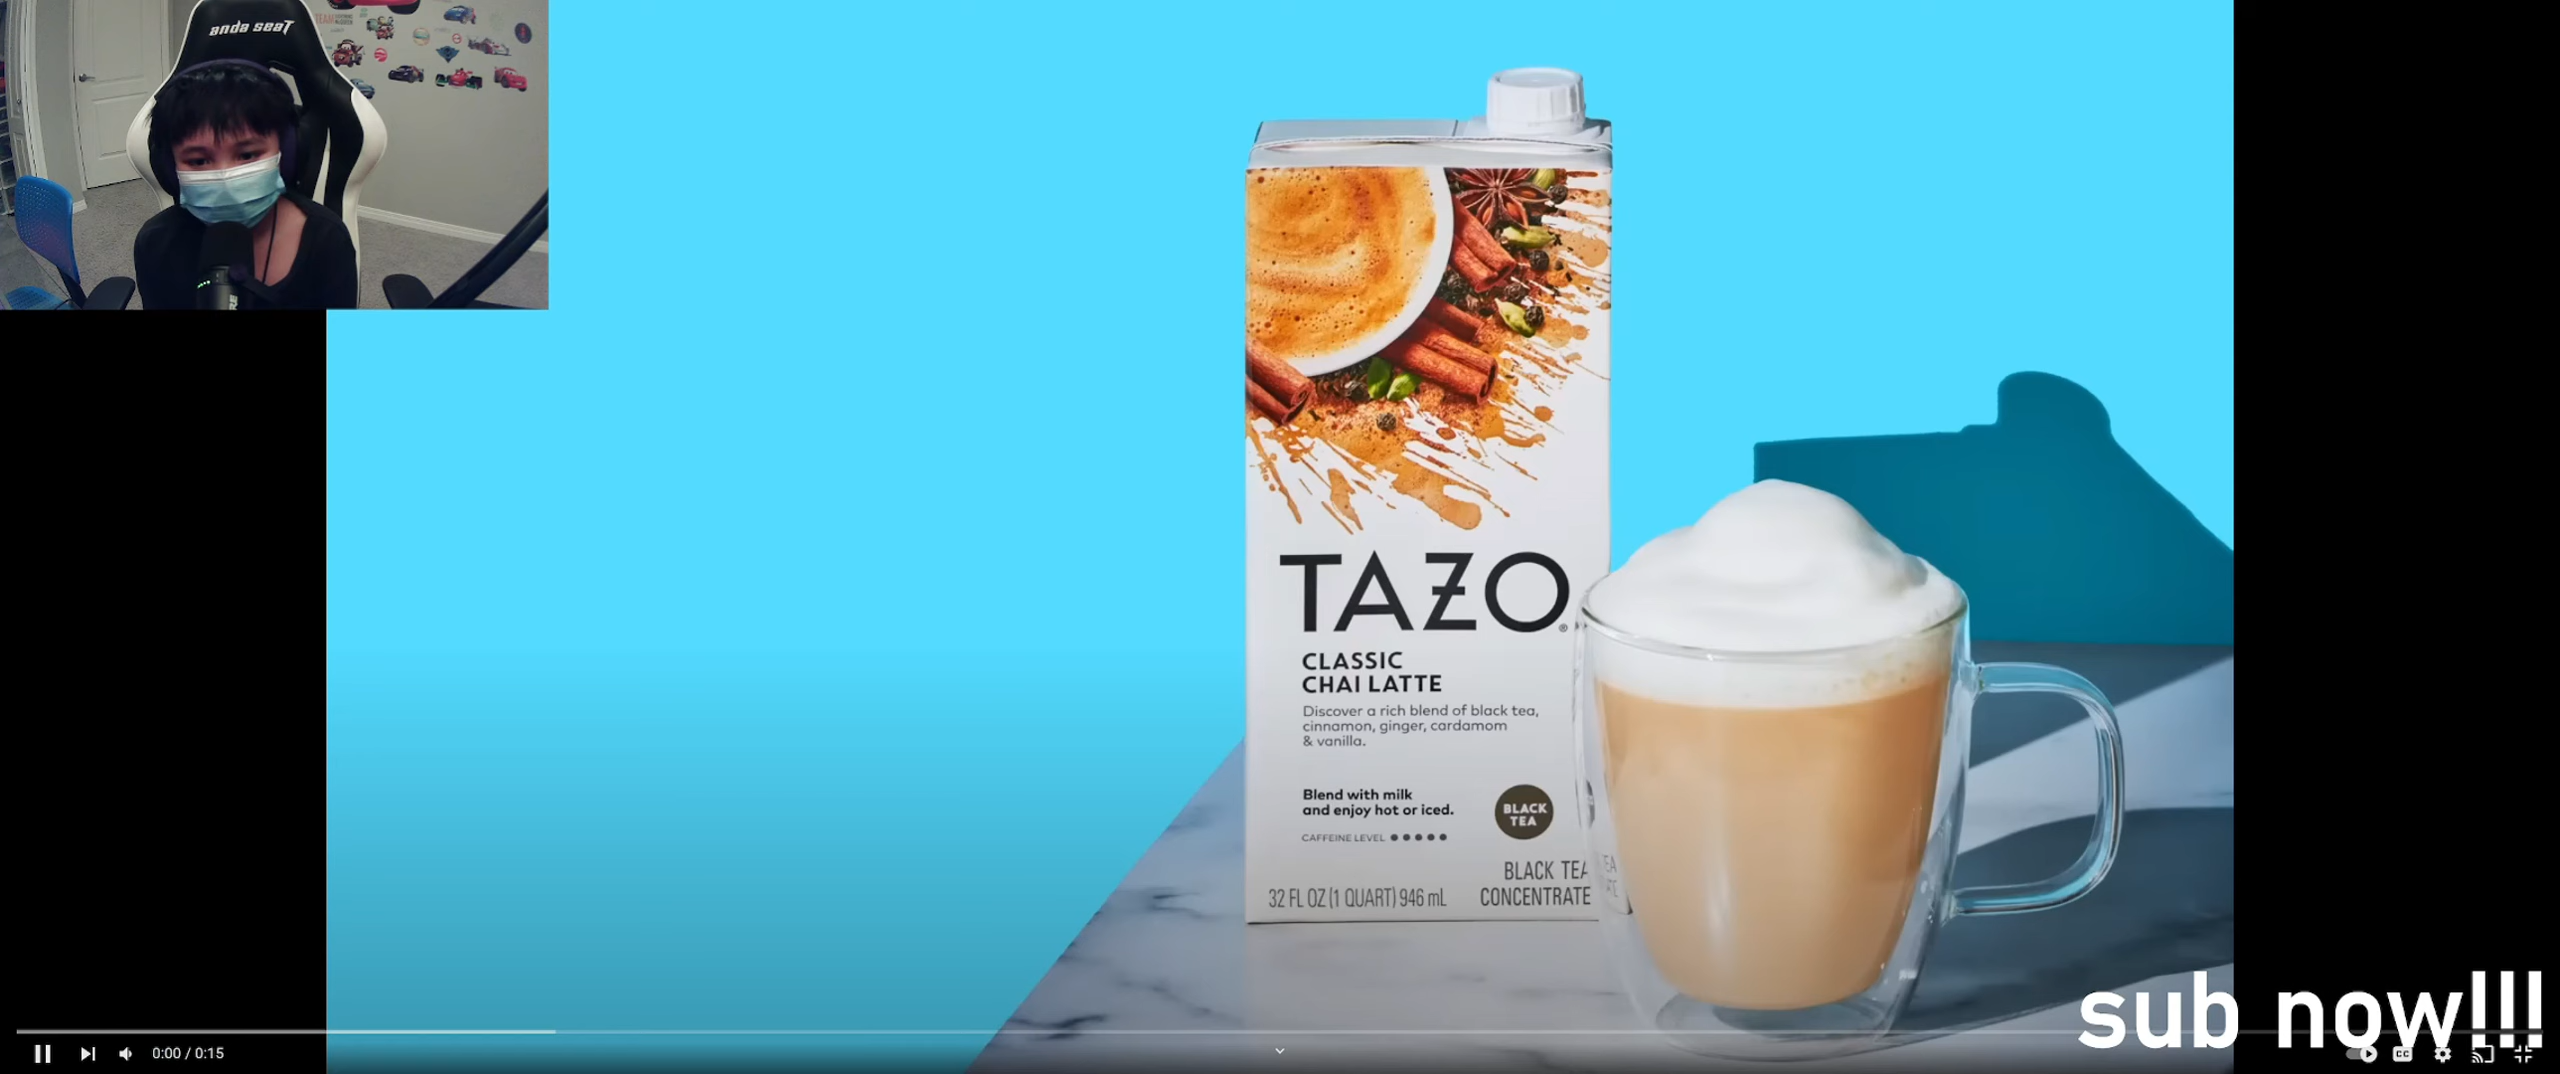 anda seaT
TAZO®
CLASSIC
CHAI LATTE
Discover a rich blend of black tea,
cinnamon, ginger, cardamom
& vanilla.
Blend with milk
and enjoy hot or iced.
CAFFEINE LEVEL
BLACK
TEA
BLACK TEA
CONCENTRATE
32 FL OZ (1 QUART) 946 mL
sub now!!!
0:00 / 0:15
CC